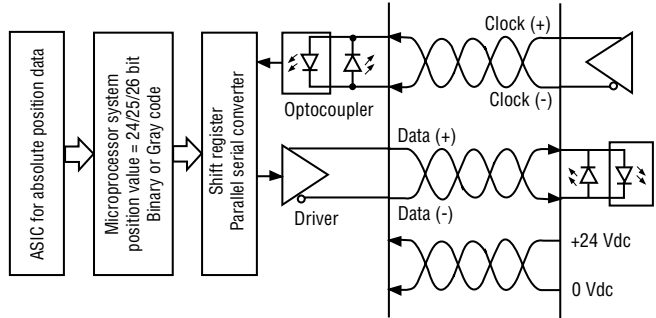 ASIC for absolute position data
Microprocessor system
position value = 24/25/26 bit
Binary or Gray code
Shift register
Parallel serial converter
Optocoupler
Driver
Clock (+)
Clock (-)
Data (+)
Data (-)
+24 Vdc
0 Vdc